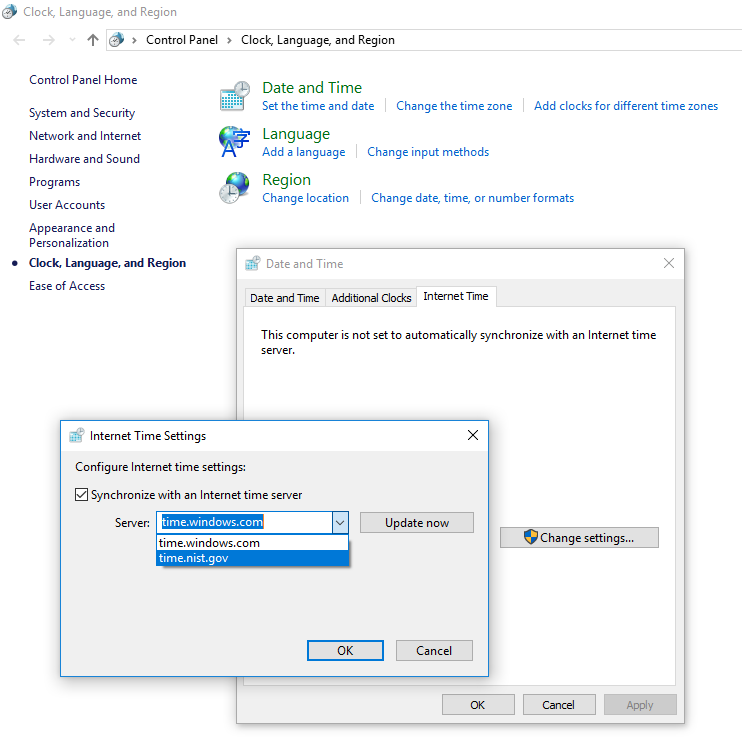 Clock, Language, and Region
Control Panel > Clock, Language, and Region
Control Panel Home
System and Security
Network and Internet
Hardware and Sound
Programs
User Accounts
Appearance and
Personalization
Clock, Language, and Region
Ease of Access
Date and Time
Set the time and date
Change the time zone
Add clocks for different time zones
Language
Add a language
Change input methods
Region
Change location
Change date, time, or number formats
Date and Time
Date and Time
Additional Clocks
Internet Time
This computer is not set to automatically synchronize with an Internet time
server.
Change settings...
OK
Cancel
Apply
Internet Time Settings
Configure Internet time settings:
Synchronize with an Internet time server
Server:
time.windows.com
Update now
time.windows.com
time.nist.gov
OK
Cancel